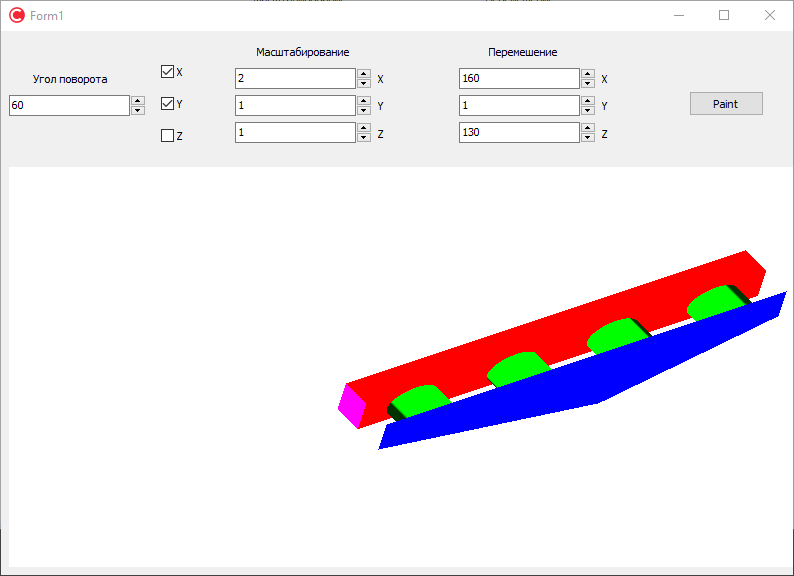 Form1
Масштабирование
Перемешение
Угол поворота
X
2
X
160
X
60
Y
1
Y
1
Y
Paint
Z
1
Z
130
Z